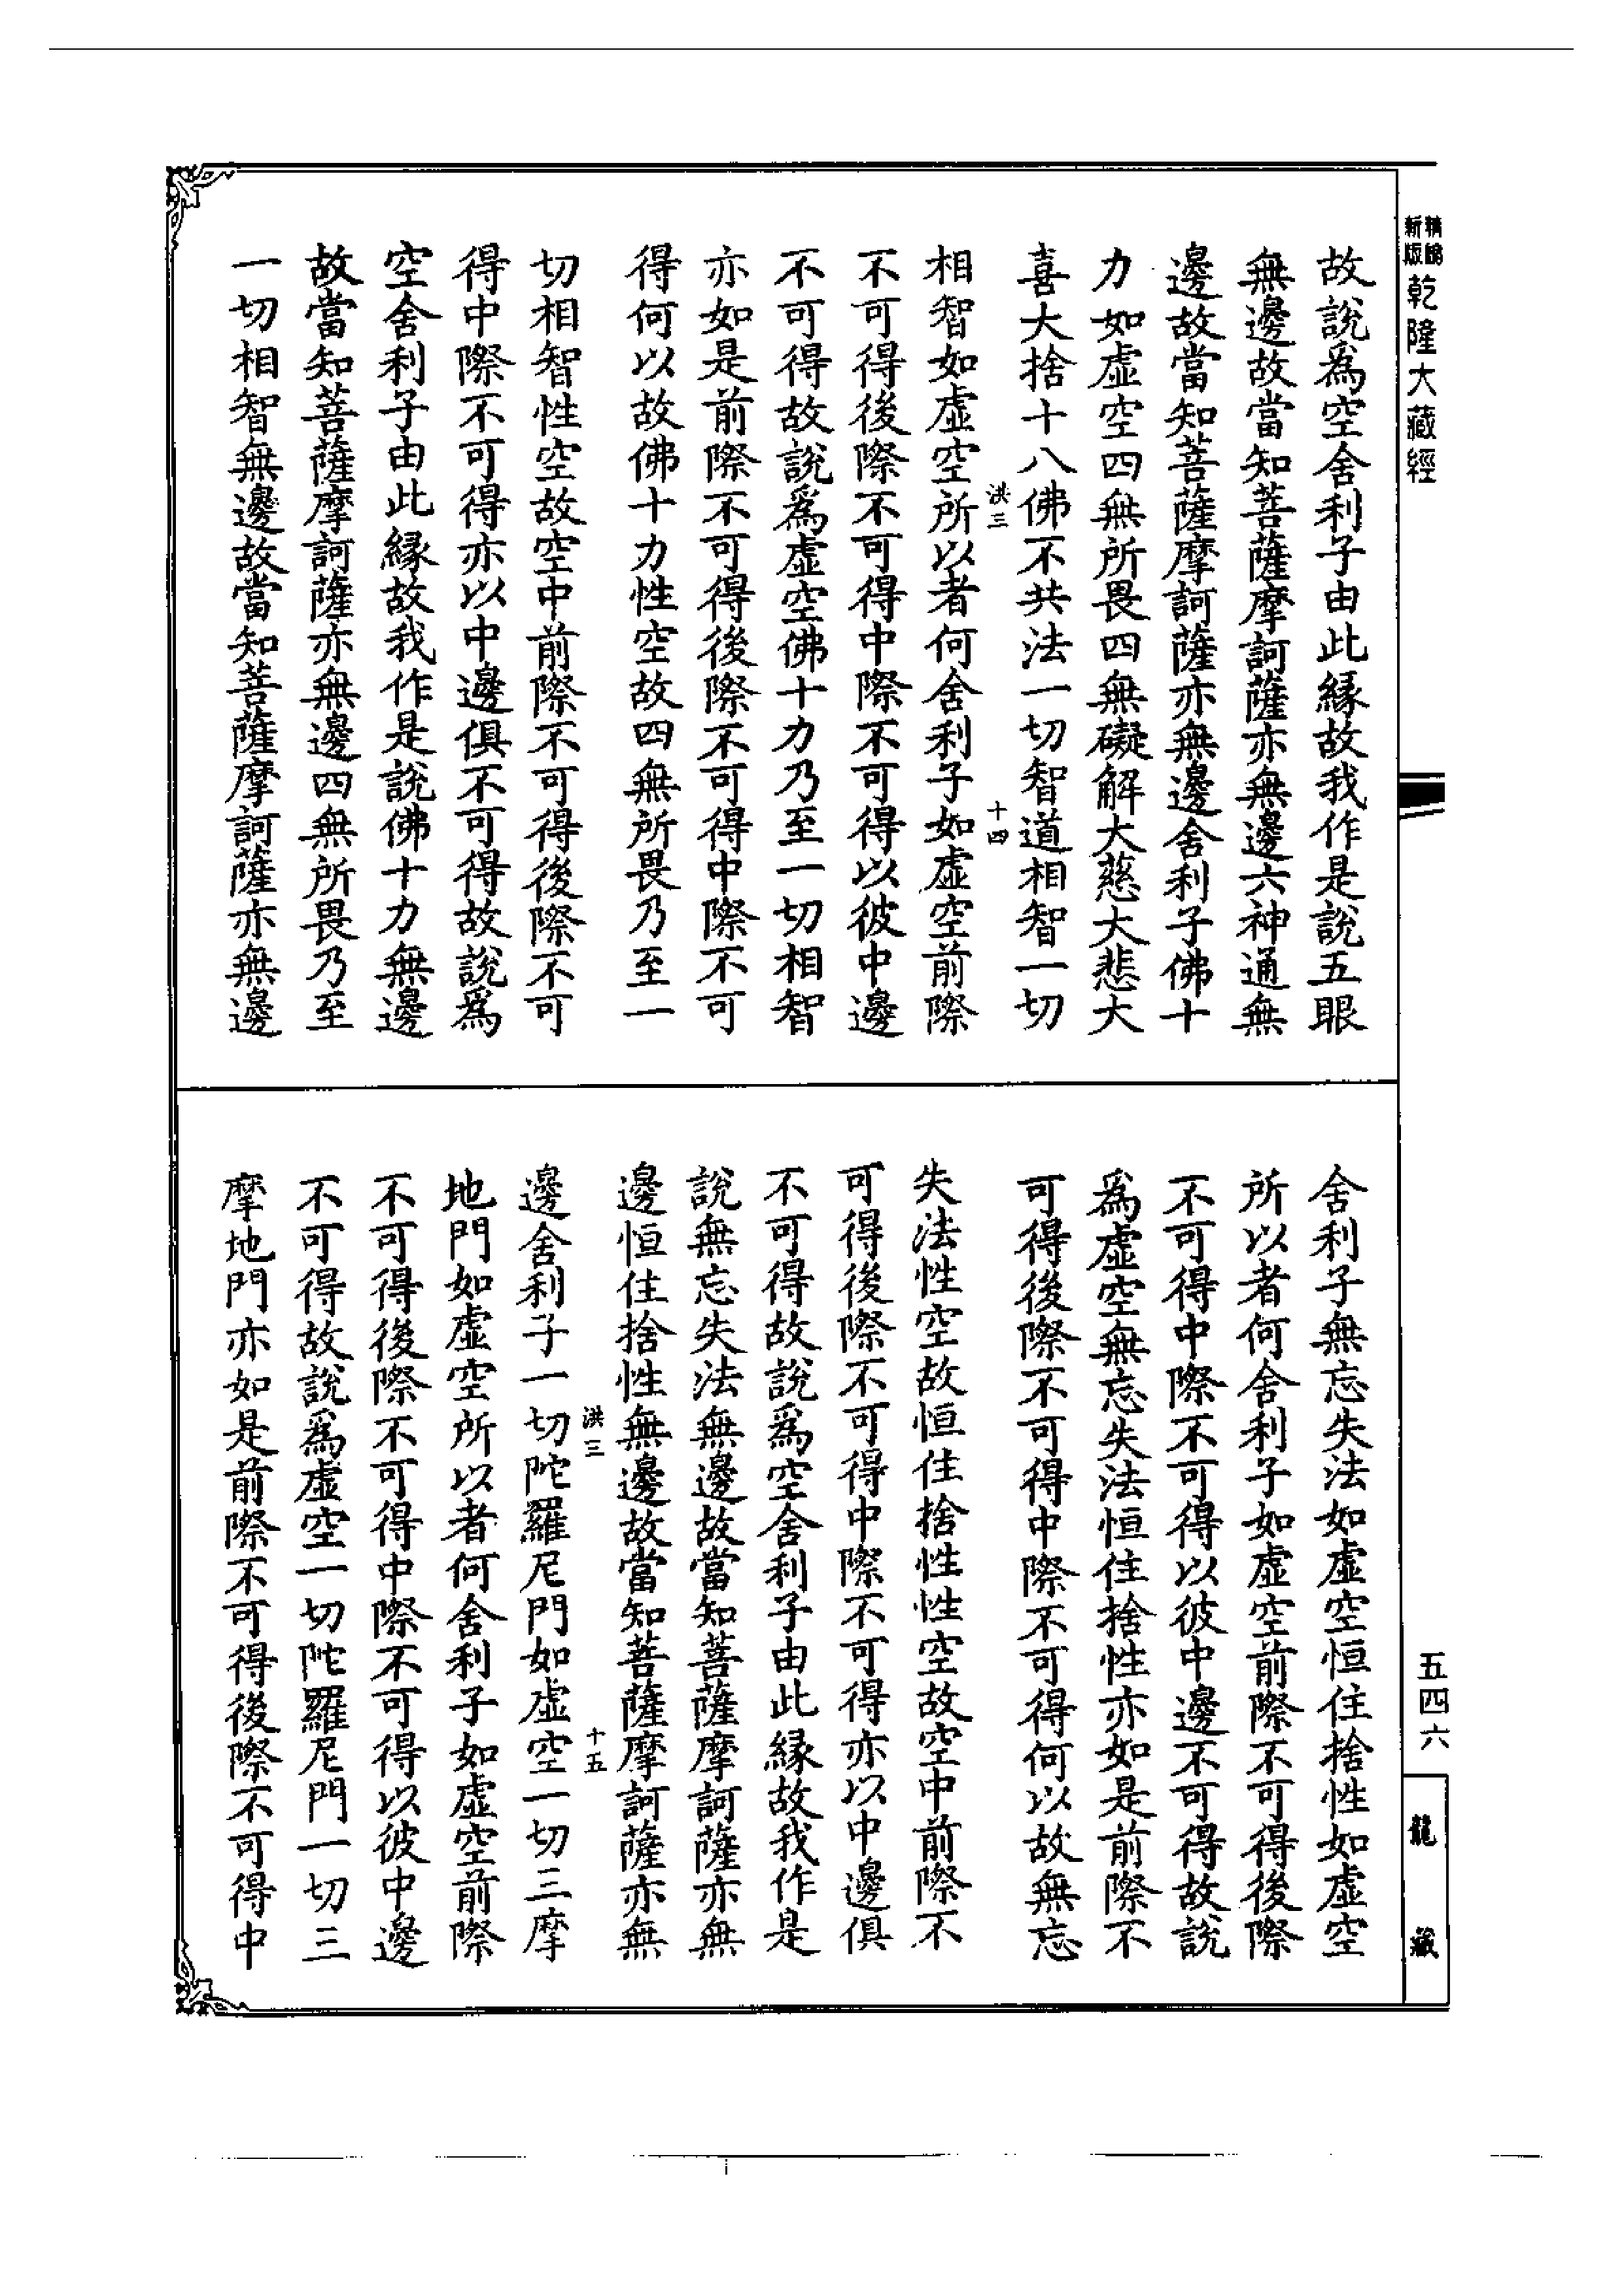 精縮
新版
乾隆大藏經
故說爲空舍利子由此緣故我作是說五眼
無邊故當知菩薩摩訶薩亦無邊六神通無
邊故當知菩薩摩訶薩亦無邊舍利子佛十
力如虛空四無所畏四無礙解大慈大悲大
喜大捨十八佛不共法一切智道相智一切
洪三
十四
相智如虛空所以者何舍利子如虛空前際
不可得後際不可得中際不可得以彼中邊
不可得故說爲虛空佛十力乃至一切相智
亦如是前際不可得後際不可得中際不可
得何以故佛十力性空故四無所畏乃至一
切相智性空故空中前際不可得後際不可
得中際不可得亦以中邊俱不可得故說爲
空舍利子由此緣故我作是說佛十力無邊
故當知菩薩摩訶薩亦無邊四無所畏乃至
一切相智無邊故當知菩薩摩訶薩亦無邊
舍利子無忘失法如虛空恒住捨性如虛空
所以者何舍利子如虛空前際不可得後際
不可得中際不可得以彼中邊不可得故說
爲虛空無忘失法恒住捨性亦如是前際不
可得後際不可得中際不可得何以故無忘
失法性空故恒住捨性性空故空中前際不
可得後際不可得中際不可得亦以中邊俱
不可得故說爲空舍利子由此緣故我作是
說無忘失法無邊故當知菩薩摩訶薩亦無
邊恒住捨性無邊故當知菩薩摩訶薩亦無
洪三
十五
邊舍利子一切陀羅尼門如虛空一切三摩
地門如虛空所以者何舍利子如虛空前際
不可得後際不可得中際不可得以彼中邊
不可得故說爲虛空一切陀羅尼門一切三
摩地門亦如是前際不可得後際不可得中
五四六
龍藏